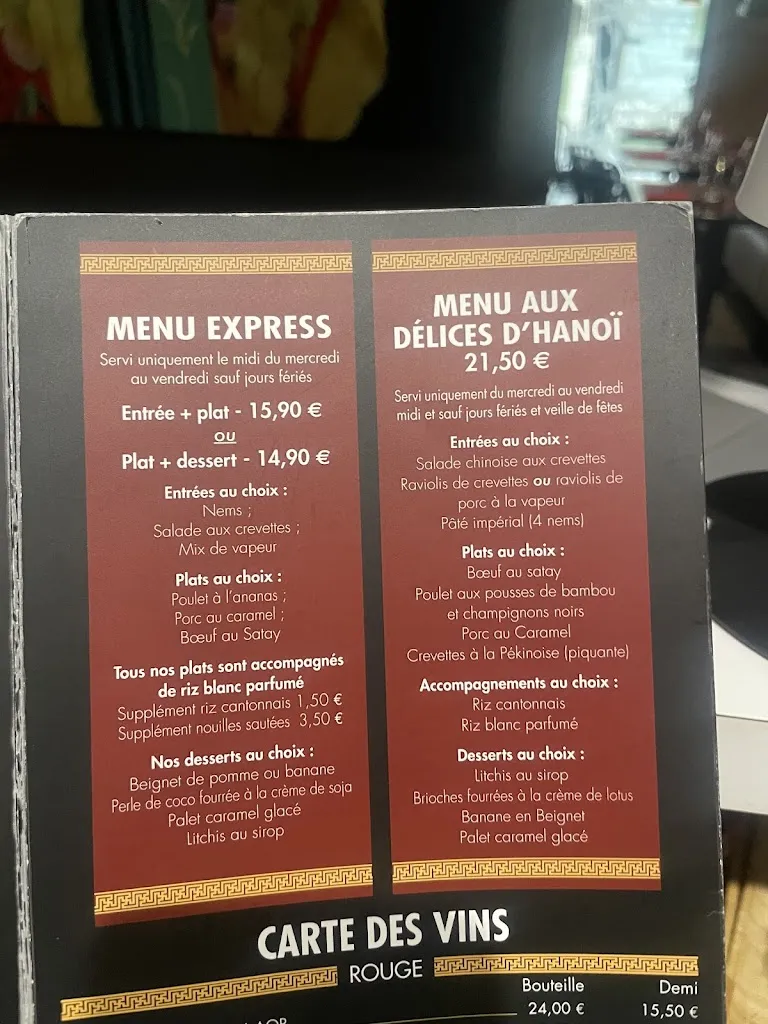 MENU EXPRESS
Servi uniquement le midi du mercredi
au vendredi sauf jours fériés
Entrée + plat - 15,90 €
OU
Plat + dessert - 14,90 €
Entrées au choix :
Nems ;
Salade aux crevettes ;
Mix de vapeur
Plats au choix :
Poulet à l'ananas ;
Porc au caramel ;
Bœuf au Satay
Tous nos plats sont accompagnés
de riz blanc parfumé
Supplément riz cantonnais 1,50 €
Supplément nouilles sautées 3,50 €
Nos desserts au choix :
Beignet de pomme ou banane
Perle de coco fourrée à la crème de soja
Palet caramel glacé
Litchis au sirop
MENU AUX
DÉLICES D'HANOÏ
21,50 €
Servi uniquement du mercredi au vendredi
midi et sauf jours fériés et veille de fêtes
Entrées au choix :
Salade chinoise aux crevettes
Raviolis de crevettes ou raviolis de
porc à la vapeur
Pâté impérial (4 nems)
Plats au choix :
Bœuf au satay
Poulet aux pousses de bambou
et champignons noirs
Porc au Caramel
Crevettes à la Pékinoise (piquante)
Accompagnements au choix :
Riz cantonnais
Riz blanc parfumé
Desserts au choix :
Litchis au sirop
Brioches fourrées à la crème de lotus
Banane en Beignet
Palet caramel glacé
CARTE DES VINS
ROUGE
Bouteille Demi
AOP 24,00 € 15,50 €